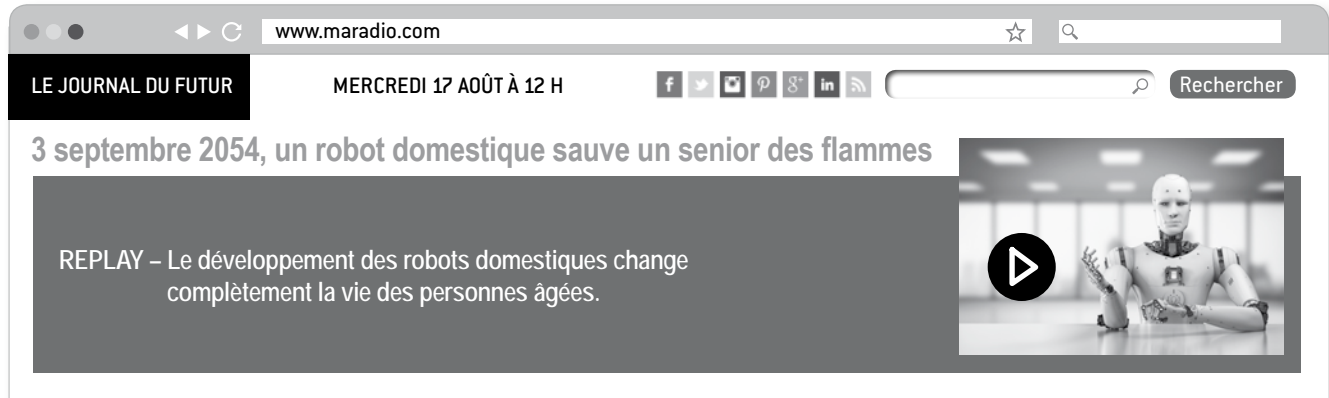 www.maradio.com
LE JOURNAL DU FUTUR
MERCREDI 17 AOÛT À 12 H
Rechercher
3 septembre 2054, un robot domestique sauve un senior des flammes
REPLAY – Le développement des robots domestiques change
complètement la vie des personnes âgées.